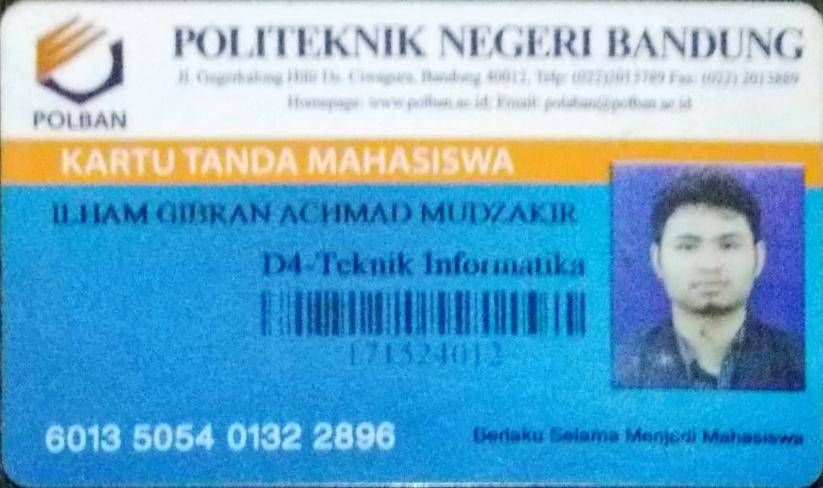 POLITEKNIK NEGERI BANDUNG
Jl. Gegerkalong Hilir Ds. Ciwaruga, Bandung 40012, Telp: (022)2013789 Fax: (022) 2013889
Homepage: www.polban.ac.id, Email: polban@polban.ac.id
POLBAN
KARTU TANDA MAHASISWA
ILHAM GIBRAN ACHMAD MUDZAKIR
D4-Teknik Informatika
171524012
6013 5054 0132 2896
Berlaku Selama Menjadi Mahasiswa